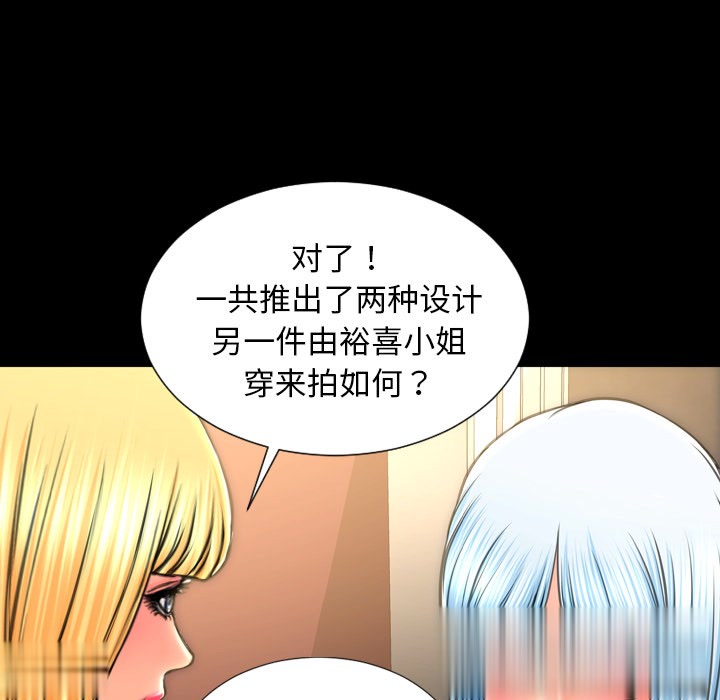 对了！
一共推出了两种设计
另一件由裕喜小姐
穿来拍如何？